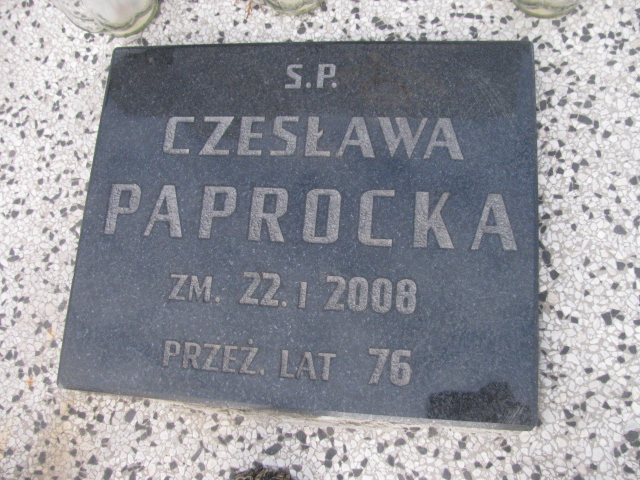 Ś.P.
CZESŁAWA
PAPROCKA
ZM. 22. I 2008
PRZEŻ. LAT 76